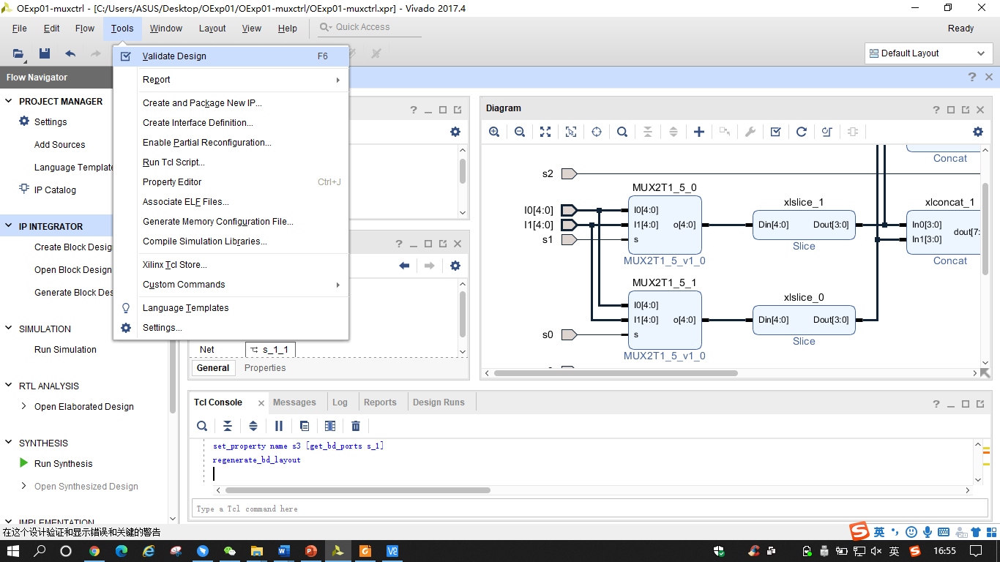 OExp01-muxctrl - [C:/Users/ASUS/Desktop/OExp01-muxctrl/OExp01-muxctrl.xpr] - Vivado 2017.4
File Edit Flow Tools Window Layout View Help Quick Access Ready
Default Layout
Validate Design F6
Report
Create and Package New IP...
Create Interface Definition...
Enable Partial Reconfiguration...
Run Tcl Script...
Property Editor Ctrl+J
Associate ELF Files...
Generate Memory Configuration File...
Compile Simulation Libraries...
Xilinx Tcl Store...
Custom Commands
Language Templates
Settings...
Flow Navigator
PROJECT MANAGER
Settings
Add Sources
Language Template
IP Catalog
IP INTEGRATOR
Create Block Desig
Open Block Design
Generate Block Des
SIMULATION
Run Simulation
RTL ANALYSIS
Open Elaborated Design
SYNTHESIS
Run Synthesis
Open Synthesized Design
IMPLEMENTATION
Net s_1_1
General Properties
Diagram
Concat
s2
MUX2T1_5_0
I0[4:0]
I1[4:0]
s1
I0[4:0]
I1[4:0] o[4:0]
s
MUX2T1_5_v1_0
xlslice_1
Din[4:0] Dout[3:0]
Slice
xlconcat_1
In0[3:0]
In1[3:0]
dout[7:
Concat
MUX2T1_5_1
I0[4:0]
I1[4:0] o[4:0]
s
s0
MUX2T1_5_v1_0
xlslice_0
Din[4:0] Dout[3:0]
Slice
Tcl Console Messages Log Reports Design Runs
set_property name s3 [get_bd_ports s_1]
regenerate_bd_layout
Type a Tcl command here
在这个设计验证和显示错误和关键的警告
英
英 16:55